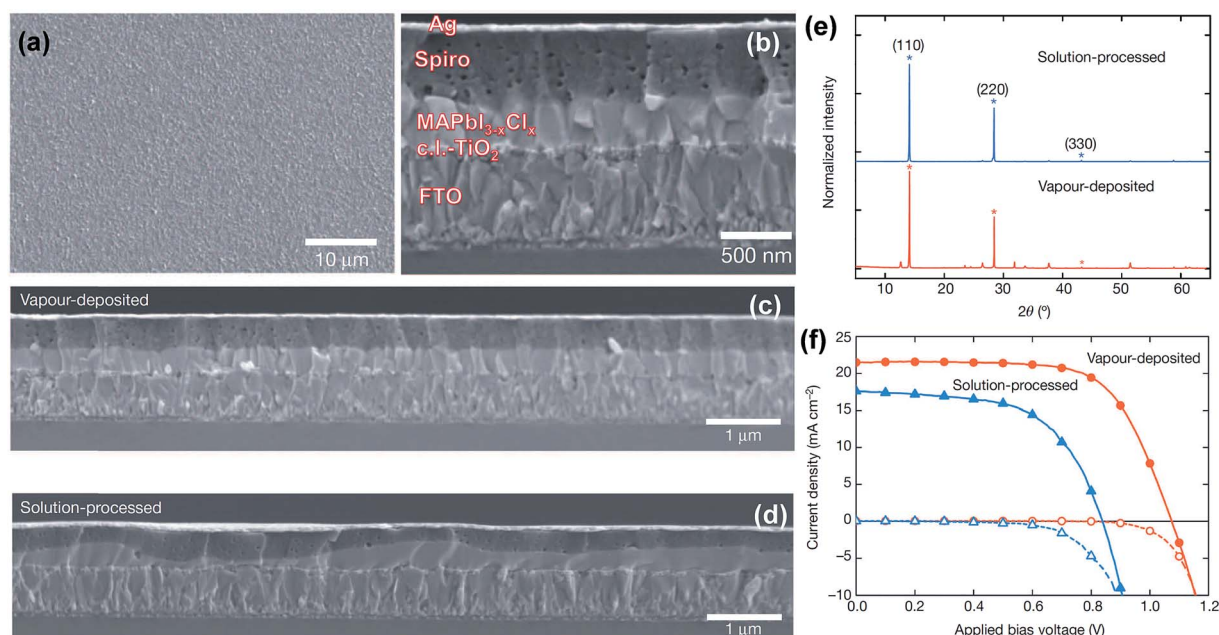 (a)
10 μm
Ag
(b)
Spiro
MAPbI₃₋ₓClₓ
c.l.-TiO₂
FTO
500 nm
Vapour-deposited
(c)
1 μm
Solution-processed
(d)
1 μm
(e)
Normalized intensity
(110)
*
(220)
*
(330)
*
Solution-processed
*
*
*
Vapour-deposited
10 20 30 40 50 60
2θ (º)
(f)
Current density (mA cm⁻²)
25
20
15
10
5
0
−5
−10
Vapour-deposited
Solution-processed
0.0 0.2 0.4 0.6 0.8 1.0 1.2
Applied bias voltage (V)